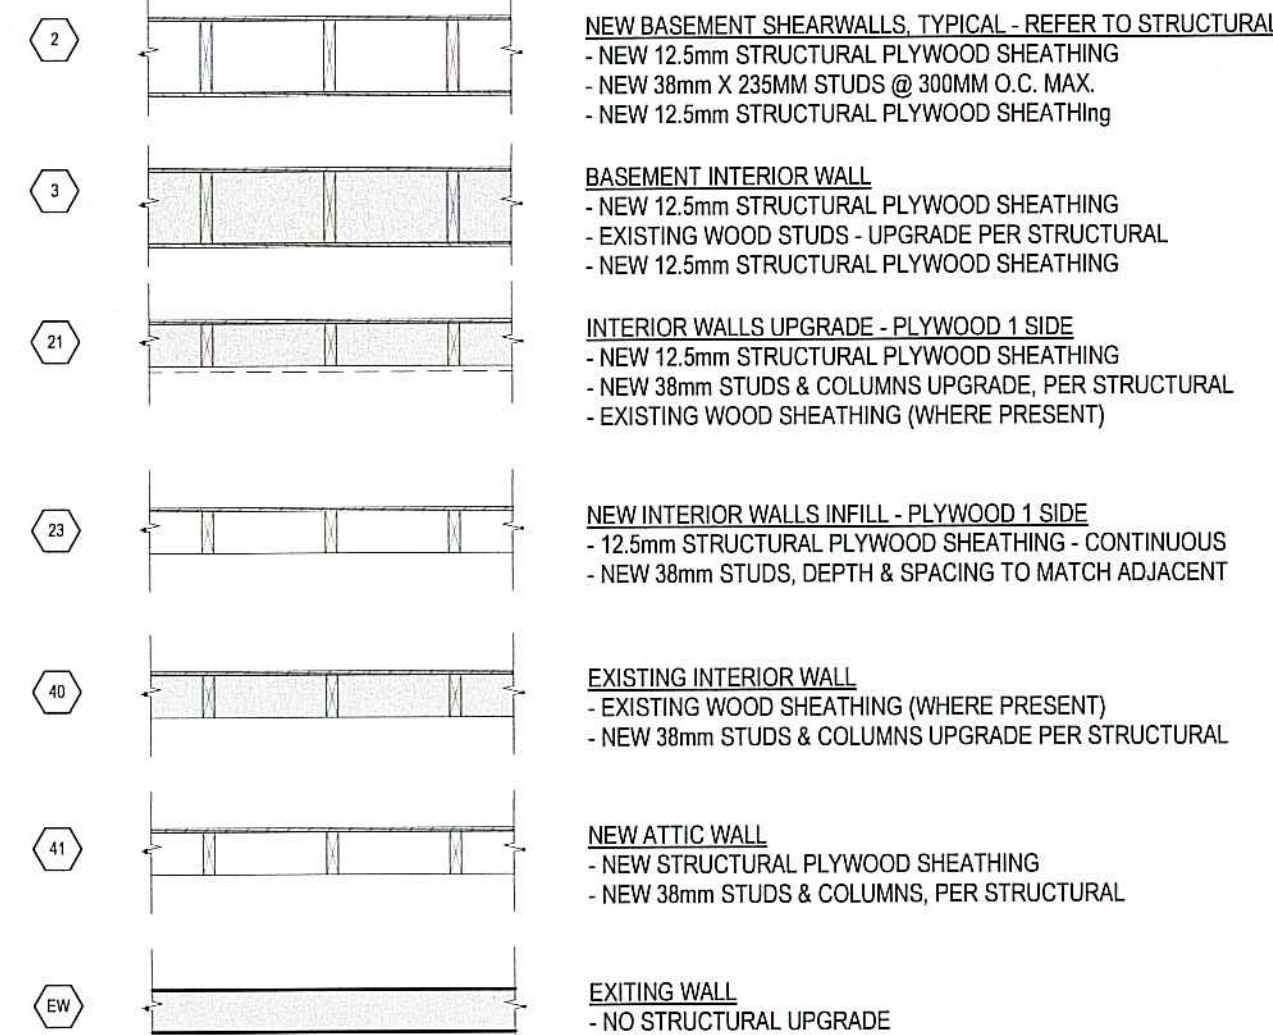 2
NEW BASEMENT SHEARWALLS, TYPICAL - REFER TO STRUCTURAL
- NEW 12.5mm STRUCTURAL PLYWOOD SHEATHING
- NEW 38mm X 235MM STUDS @ 300MM O.C. MAX.
- NEW 12.5mm STRUCTURAL PLYWOOD SHEATHIng
3
BASEMENT INTERIOR WALL
- NEW 12.5mm STRUCTURAL PLYWOOD SHEATHING
- EXISTING WOOD STUDS - UPGRADE PER STRUCTURAL
- NEW 12.5mm STRUCTURAL PLYWOOD SHEATHING
21
INTERIOR WALLS UPGRADE - PLYWOOD 1 SIDE
- NEW 12.5mm STRUCTURAL PLYWOOD SHEATHING
- NEW 38mm STUDS & COLUMNS UPGRADE, PER STRUCTURAL
- EXISTING WOOD SHEATHING (WHERE PRESENT)
23
NEW INTERIOR WALLS INFILL - PLYWOOD 1 SIDE
- 12.5mm STRUCTURAL PLYWOOD SHEATHING - CONTINUOUS
- NEW 38mm STUDS, DEPTH & SPACING TO MATCH ADJACENT
40
EXISTING INTERIOR WALL
- EXISTING WOOD SHEATHING (WHERE PRESENT)
- NEW 38mm STUDS & COLUMNS UPGRADE PER STRUCTURAL
41
NEW ATTIC WALL
- NEW STRUCTURAL PLYWOOD SHEATHING
- NEW 38mm STUDS & COLUMNS, PER STRUCTURAL
EW
EXITING WALL
- NO STRUCTURAL UPGRADE